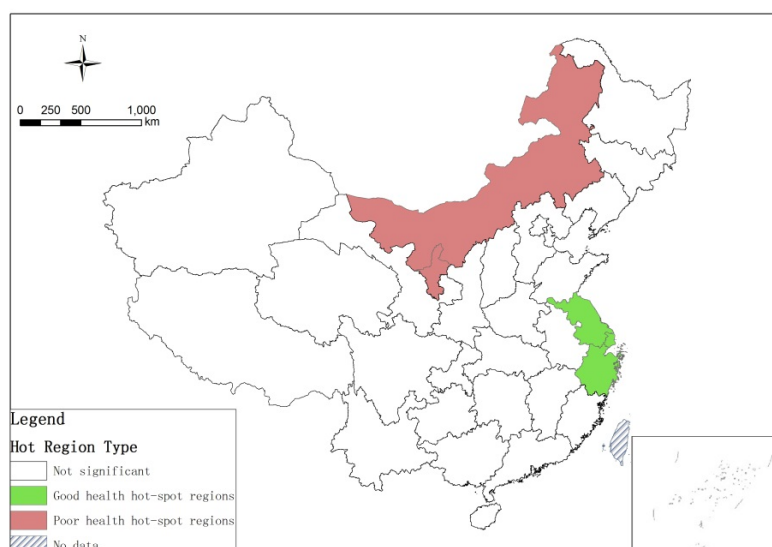 N
0 250 500 1,000
km
Legend
Hot Region Type
Not significant
Good health hot-spot regions
Poor health hot-spot regions
No data